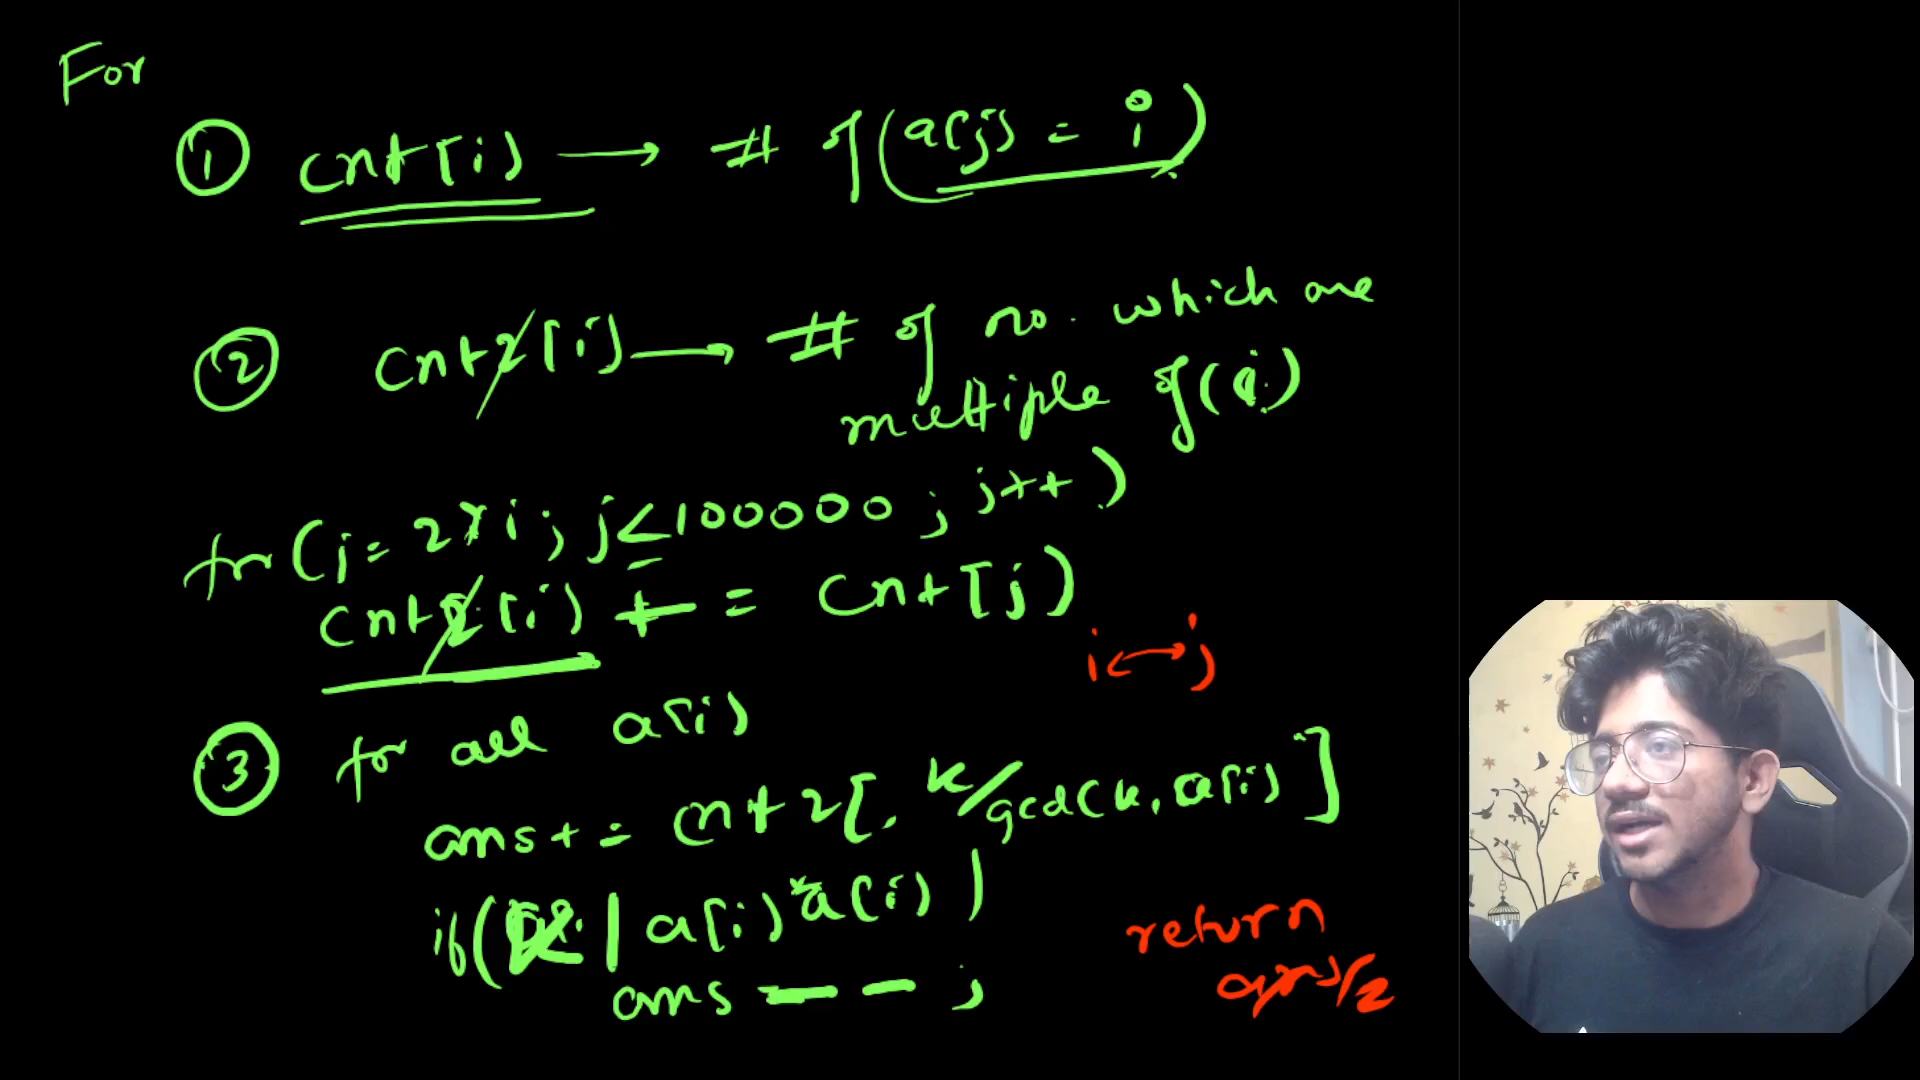 For
① cnt[i] → # of (a[j] = i)
② cnt2[i] → # of no. which are
multiple of (i)
for (j = 2*i; j ≤ 100000; j++)
cnt2[i] += cnt[j]
i ↔ j
③ for all a[i]
ans += cnt2[K/gcd(K, a[i])]
if (K | a[i]*a[i])
ans--;
return
ans/2